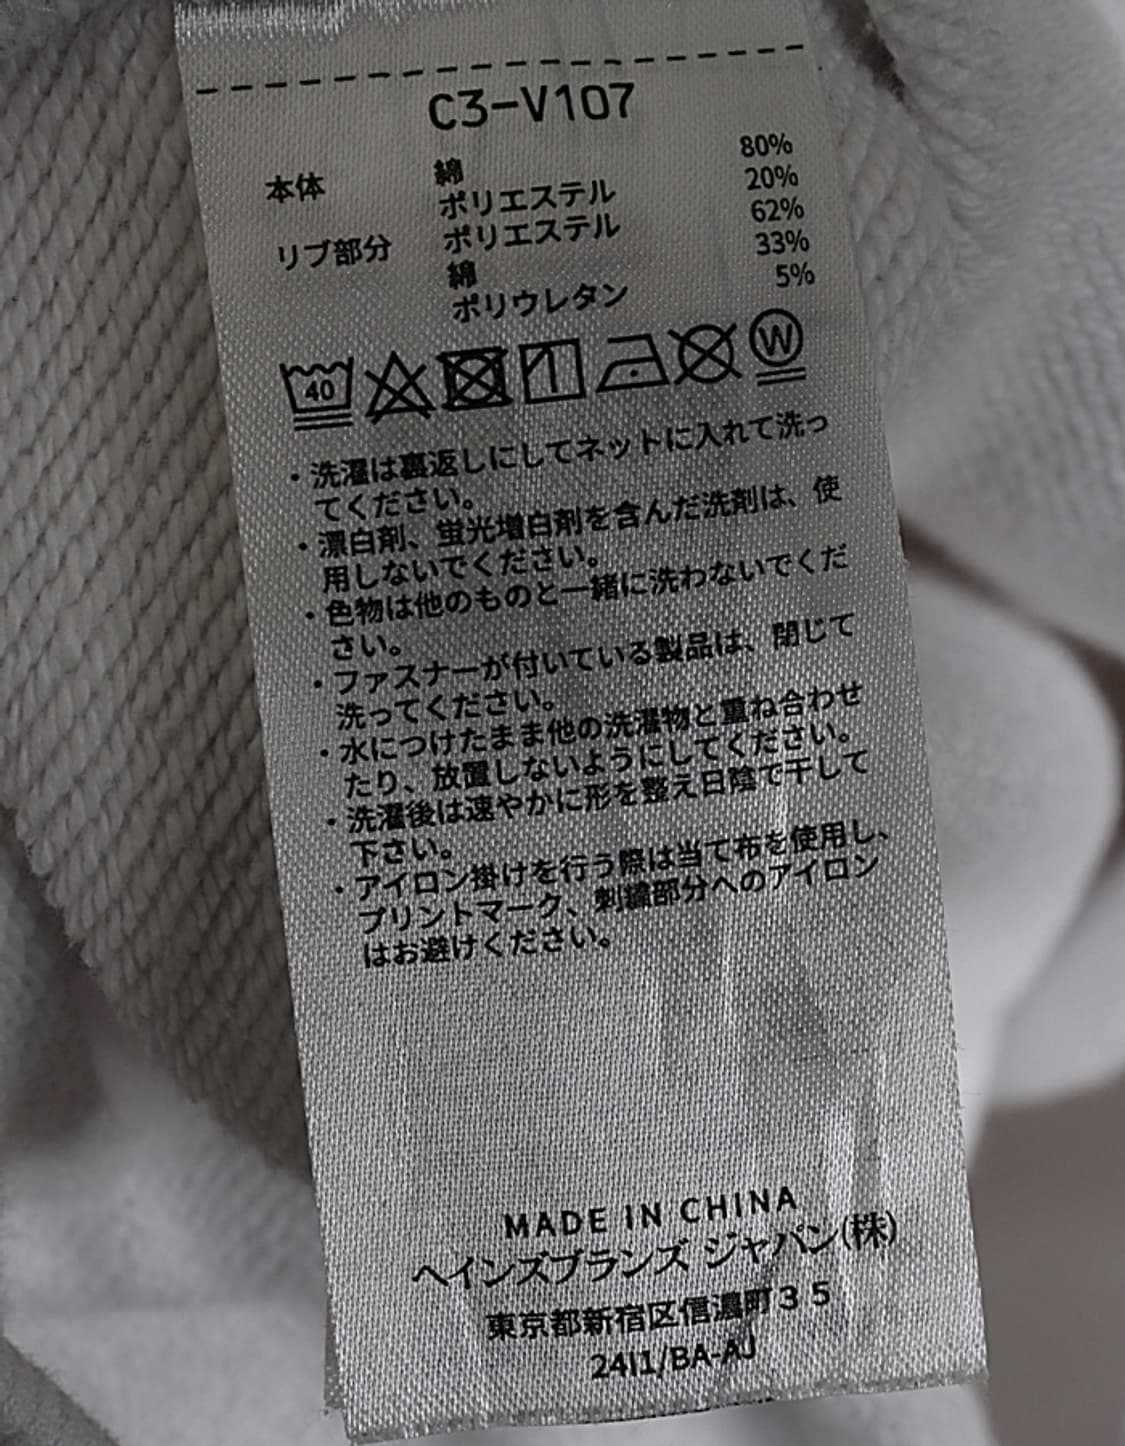 C3-V107
本体 綿 80%
ポリエステル 20%
リブ部分 ポリエステル 62%
綿 33%
ポリウレタン 5%
40 W
・洗濯は裏返しにしてネットに入れて洗っ
てください。
・漂白剤、蛍光増白剤を含んだ洗剤は、使
用しないでください。
・色物は他のものと一緒に洗わないでくだ
さい。
・ファスナーが付いている製品は、閉じて
洗ってください。
・水につけたまま他の洗濯物と重ね合わせ
たり、放置しないようにしてください。
・洗濯後は速やかに形を整え日陰で干して
下さい。
・アイロン掛けを行う際は当て布を使用し、
プリントマーク、刺繍部分へのアイロン
はお避けください。
MADE IN CHINA
ヘインズブランズ ジャパン(株)
東京都新宿区信濃町35
24I1/BA-AJ